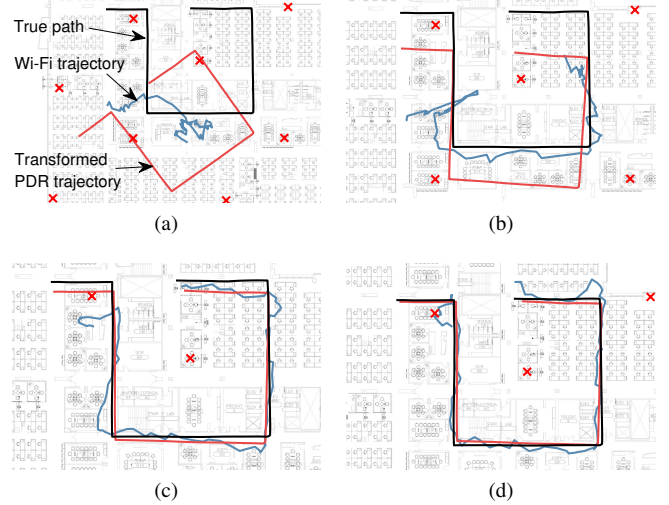 True path
Wi-Fi trajectory
Transformed
PDR trajectory
(a)
(b)
(c)
(d)